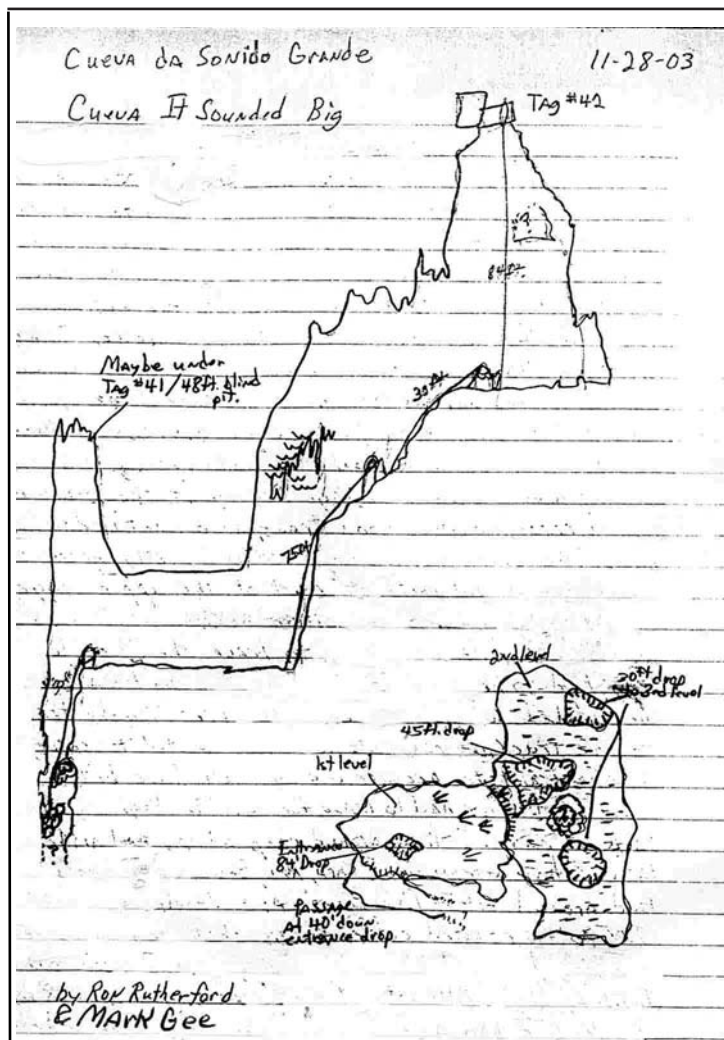 Cueva da Sonido Grande
11-28-03
Cueva It Sounded Big
TAg #42
84ft.
30ft
Maybe under
TAg #41/48ft. blind
pit.
75ft
2nd level
20ft drop
to 3rd level
45ft. drop
1st level
Entrance
84' Drop
Passage
At 40' down
entrance drop
by Ron Rutherford
& MArk Gee